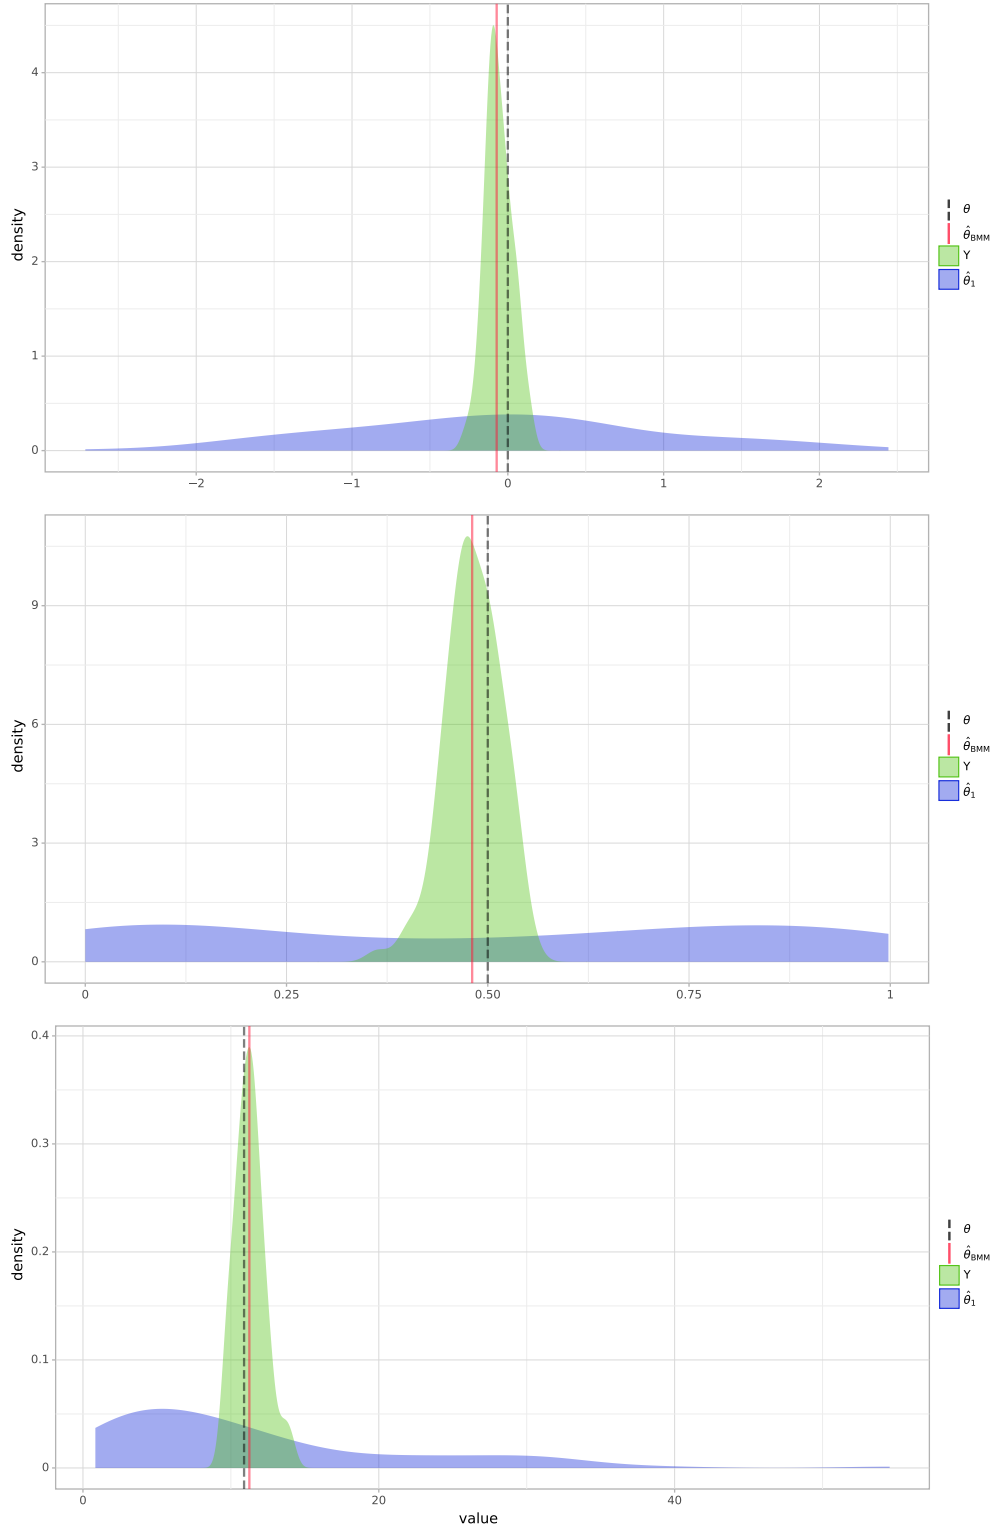 4
3
2
1
0
density
−2 −1 0 1 2
θ
θ̂BMM
Y
θ̂1
9
6
3
0
density
0 0.25 0.50 0.75 1
θ
θ̂BMM
Y
θ̂1
0.4
0.3
0.2
0.1
0
density
0 20 40
value
θ
θ̂BMM
Y
θ̂1